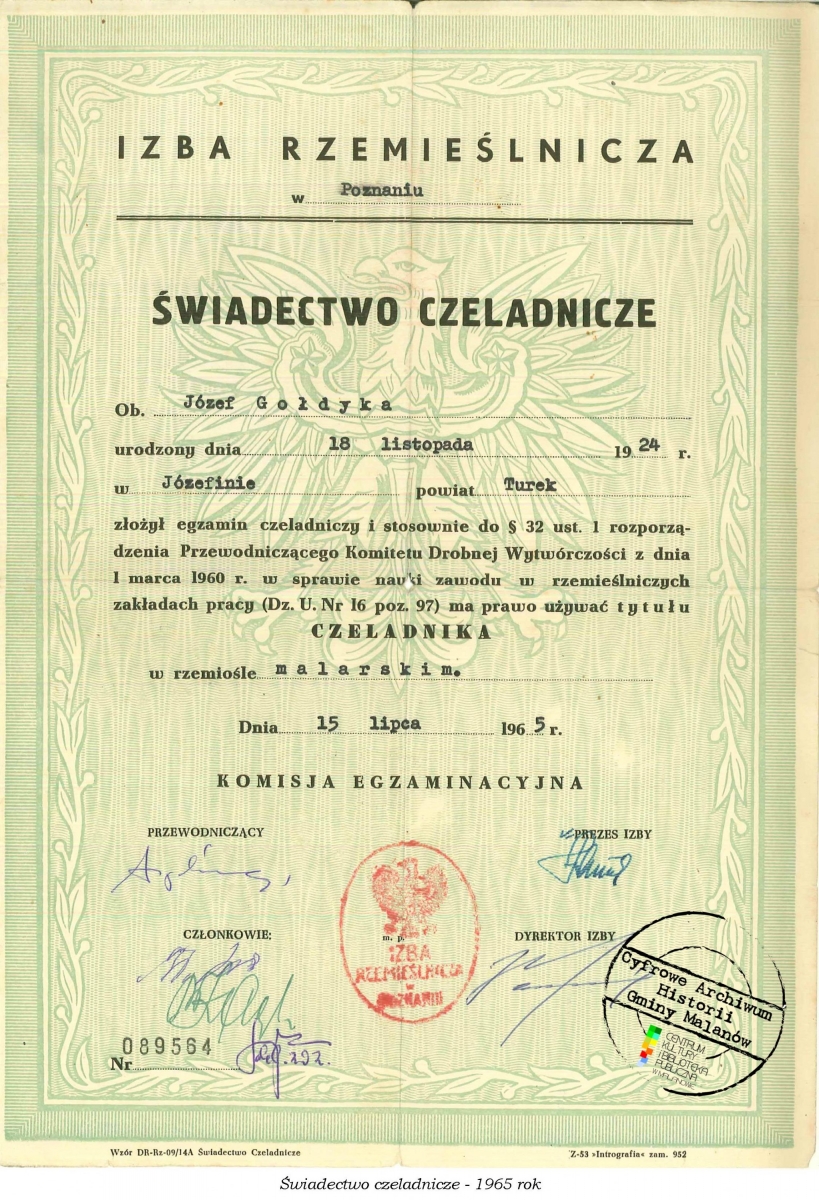 IZBA RZEMIEŚLNICZA
w Poznaniu
ŚWIADECTWO CZELADNICZE
Ob. Józef Gołdyka
urodzony dnia 18 listopada 1924 r.
w Józefinie powiat Turek
złożył egzamin czeladniczy i stosownie do § 32 ust. 1 rozporzą-
dzenia Przewodniczącego Komitetu Drobnej Wytwórczości z dnia
1 marca 1960 r. w sprawie nauki zawodu w rzemieślniczych
zakładach pracy (Dz. U. Nr 16 poz. 97) ma prawo używać tytułu
CZELADNIKA
w rzemiośle malarskim.
Dnia 15 lipca 1965 r.
KOMISJA EGZAMINACYJNA
PRZEWODNICZĄCY
PREZES IZBY
CZŁONKOWIE:
m. p.
DYREKTOR IZBY
IZBA
RZEMIEŚLNICZA
w
POZNANIU
Cyfrowe Archiwum
Historii
Gminy Malanów
CENTRUM
KULTURY
I BIBLIOTEKA
PUBLICZNA
W MALANOWIE
Nr 089564
Wzór DR-Rz-09/14A Świadectwo Czeladnicze
Z-53 »Intrografia« zam. 952
Świadectwo czeladnicze - 1965 rok